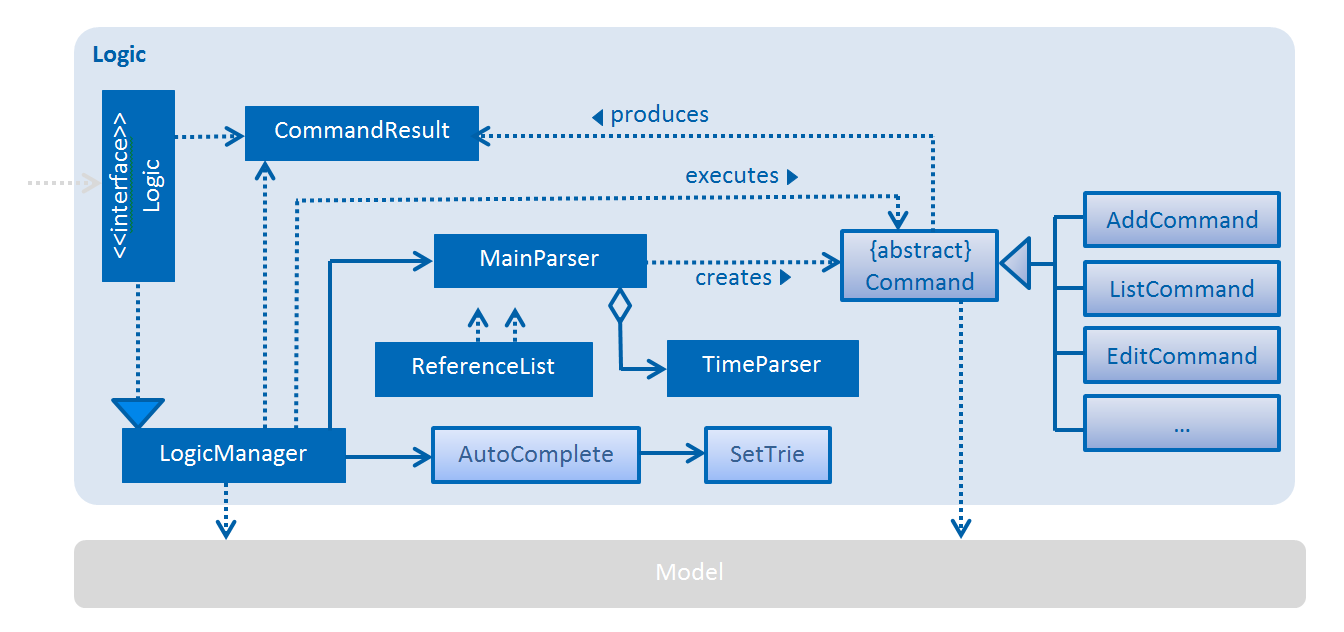 Logic
<<interface>>
Logic
CommandResult
◀ produces
executes ▶
MainParser
creates ▶
{abstract}
Command
AddCommand
ListCommand
EditCommand
...
ReferenceList
TimeParser
LogicManager
AutoComplete
SetTrie
Model